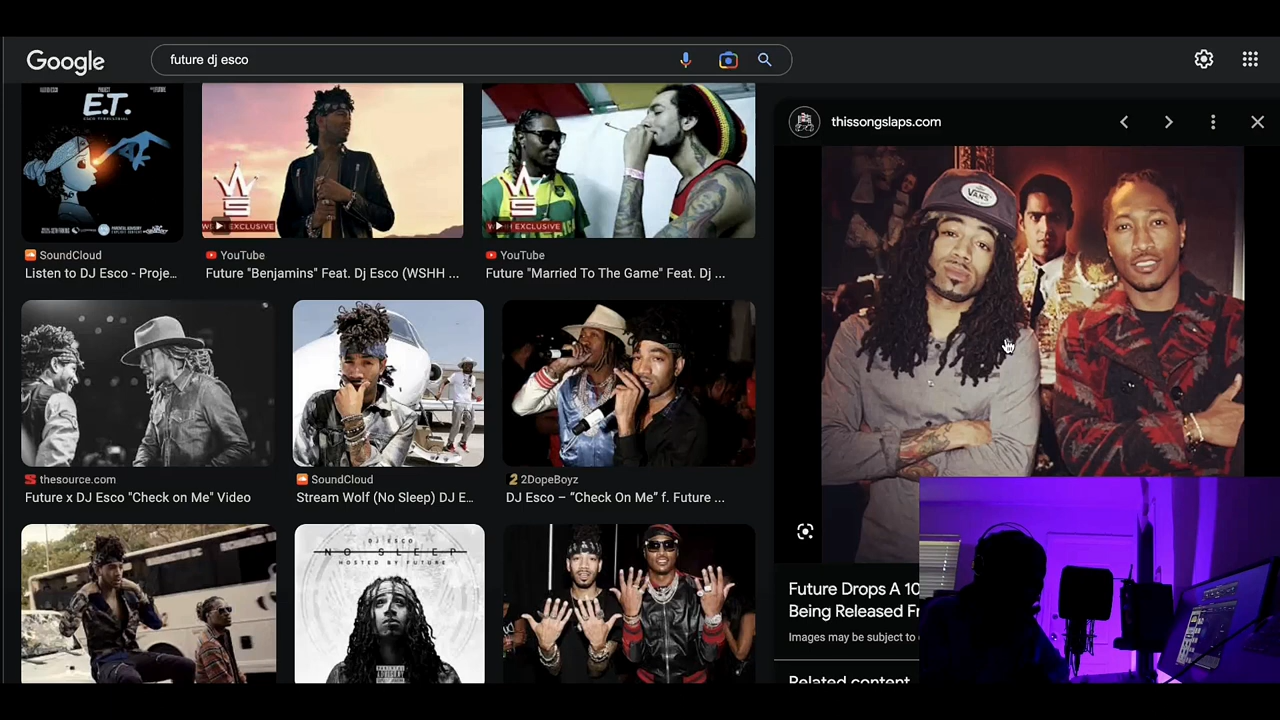 Google
future dj esco
thissongslaps.com
E.T.
WS
EXCLUSIVE
WS
EXCLUSIVE
VANS
SoundCloud
Listen to DJ Esco - Proje...
YouTube
Future "Benjamins" Feat. Dj Esco (WSHH ...
YouTube
Future "Married To The Game" Feat. Dj ...
thesource.com
Future x DJ Esco "Check on Me" Video
SoundCloud
Stream Wolf (No Sleep) DJ E...
2DopeBoyz
DJ Esco – "Check On Me" f. Future ...
DJ ESCO
NO SLEEP
HOSTED BY FUTURE
Future Drops A 10
Being Released Fr
Images may be subject to
Related content